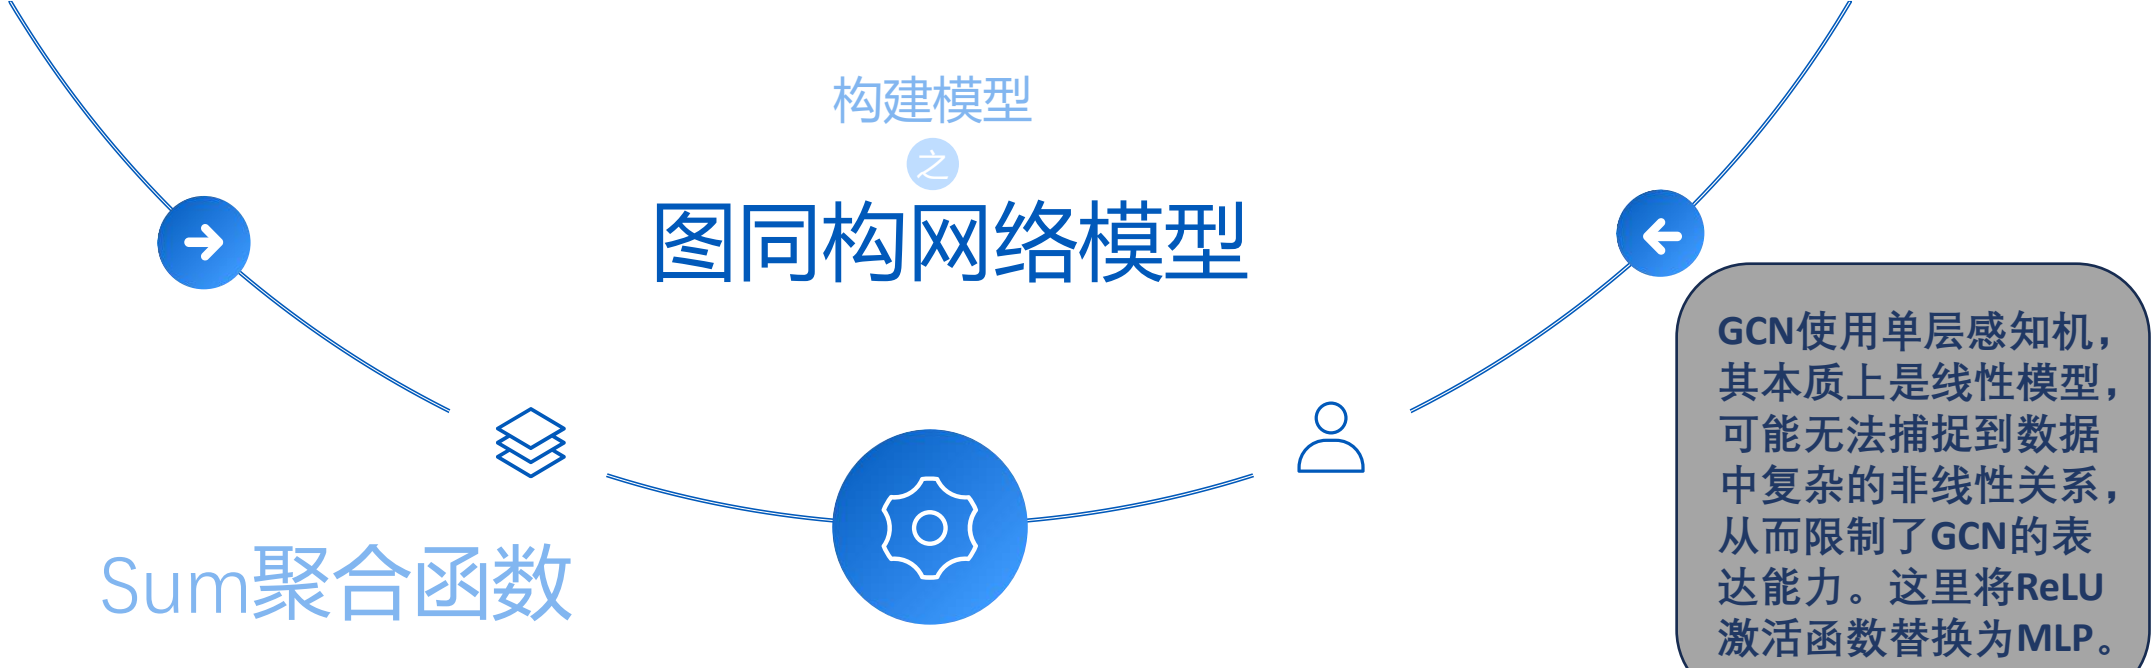 构建模型
之
图同构网络模型
Sum聚合函数
GCN使用单层感知机，
其本质上是线性模型，
可能无法捕捉到数据
中复杂的非线性关系，
从而限制了GCN的表
达能力。这里将ReLU
激活函数替换为MLP。